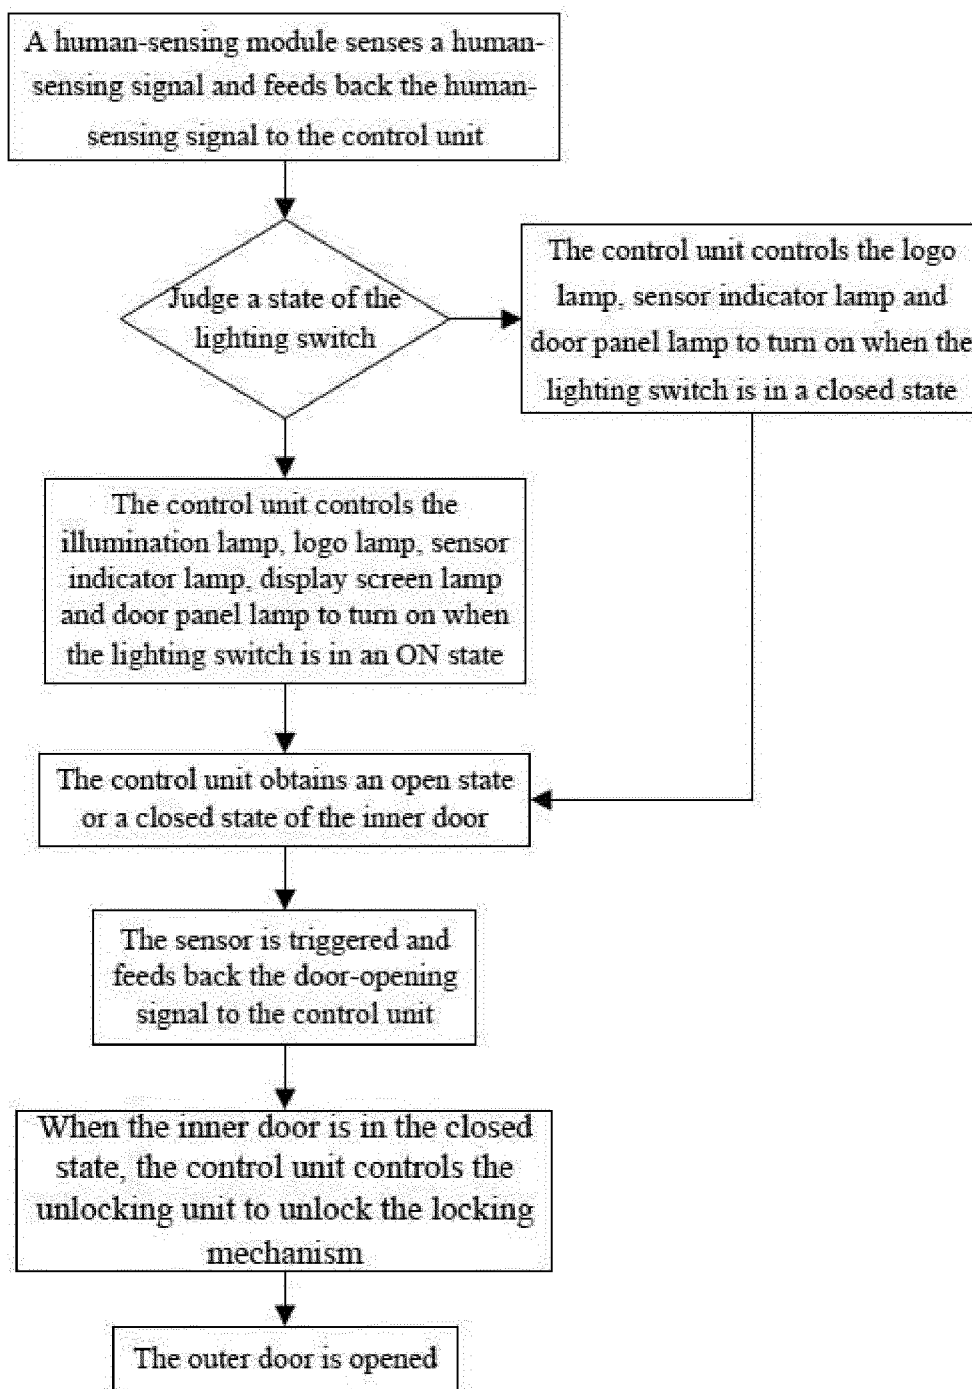 A human-sensing module senses a human-
sensing signal and feeds back the human-
sensing signal to the control unit
Judge a state of the
lighting switch
The control unit controls the logo
lamp, sensor indicator lamp and
door panel lamp to turn on when the
lighting switch is in a closed state
The control unit controls the
illumination lamp, logo lamp, sensor
indicator lamp, display screen lamp
and door panel lamp to turn on when
the lighting switch is in an ON state
The control unit obtains an open state
or a closed state of the inner door
The sensor is triggered and
feeds back the door-opening
signal to the control unit
When the inner door is in the closed
state, the control unit controls the
unlocking unit to unlock the locking
mechanism
The outer door is opened